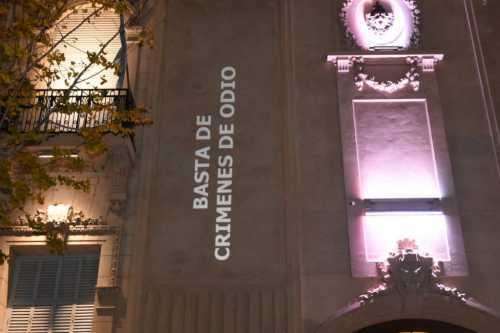 BASTA DE
CRIMENES DE ODIO